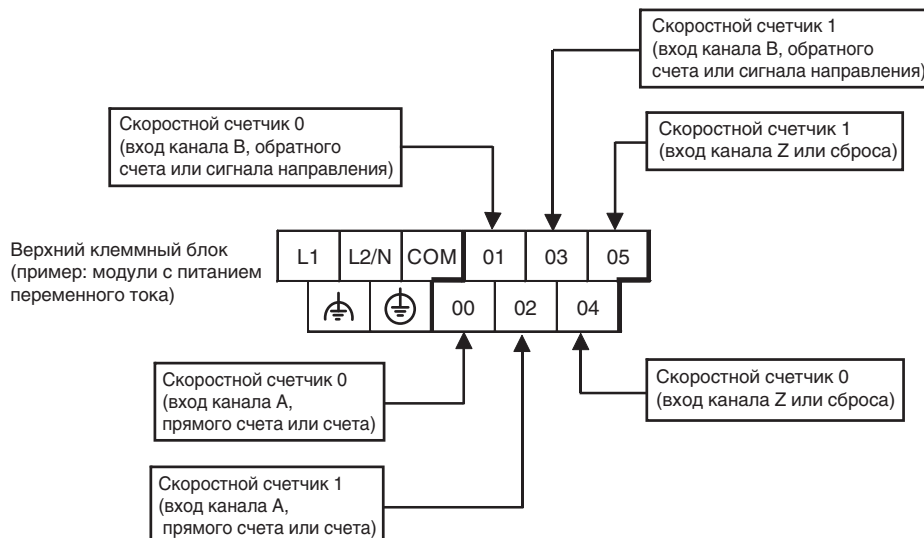 Скоростной счетчик 1
(вход канала B, обратного
счета или сигнала направления)
Скоростной счетчик 0
(вход канала B, обратного
счета или сигнала направления)
Скоростной счетчик 1
(вход канала Z или сброса)
Верхний клеммный блок
(пример: модули с питанием
переменного тока)
L1 L2/N COM 01 03 05
00 02 04
Скоростной счетчик 0
(вход канала A,
прямого счета или счета)
Скоростной счетчик 0
(вход канала Z или сброса)
Скоростной счетчик 1
(вход канала A,
прямого счета или счета)